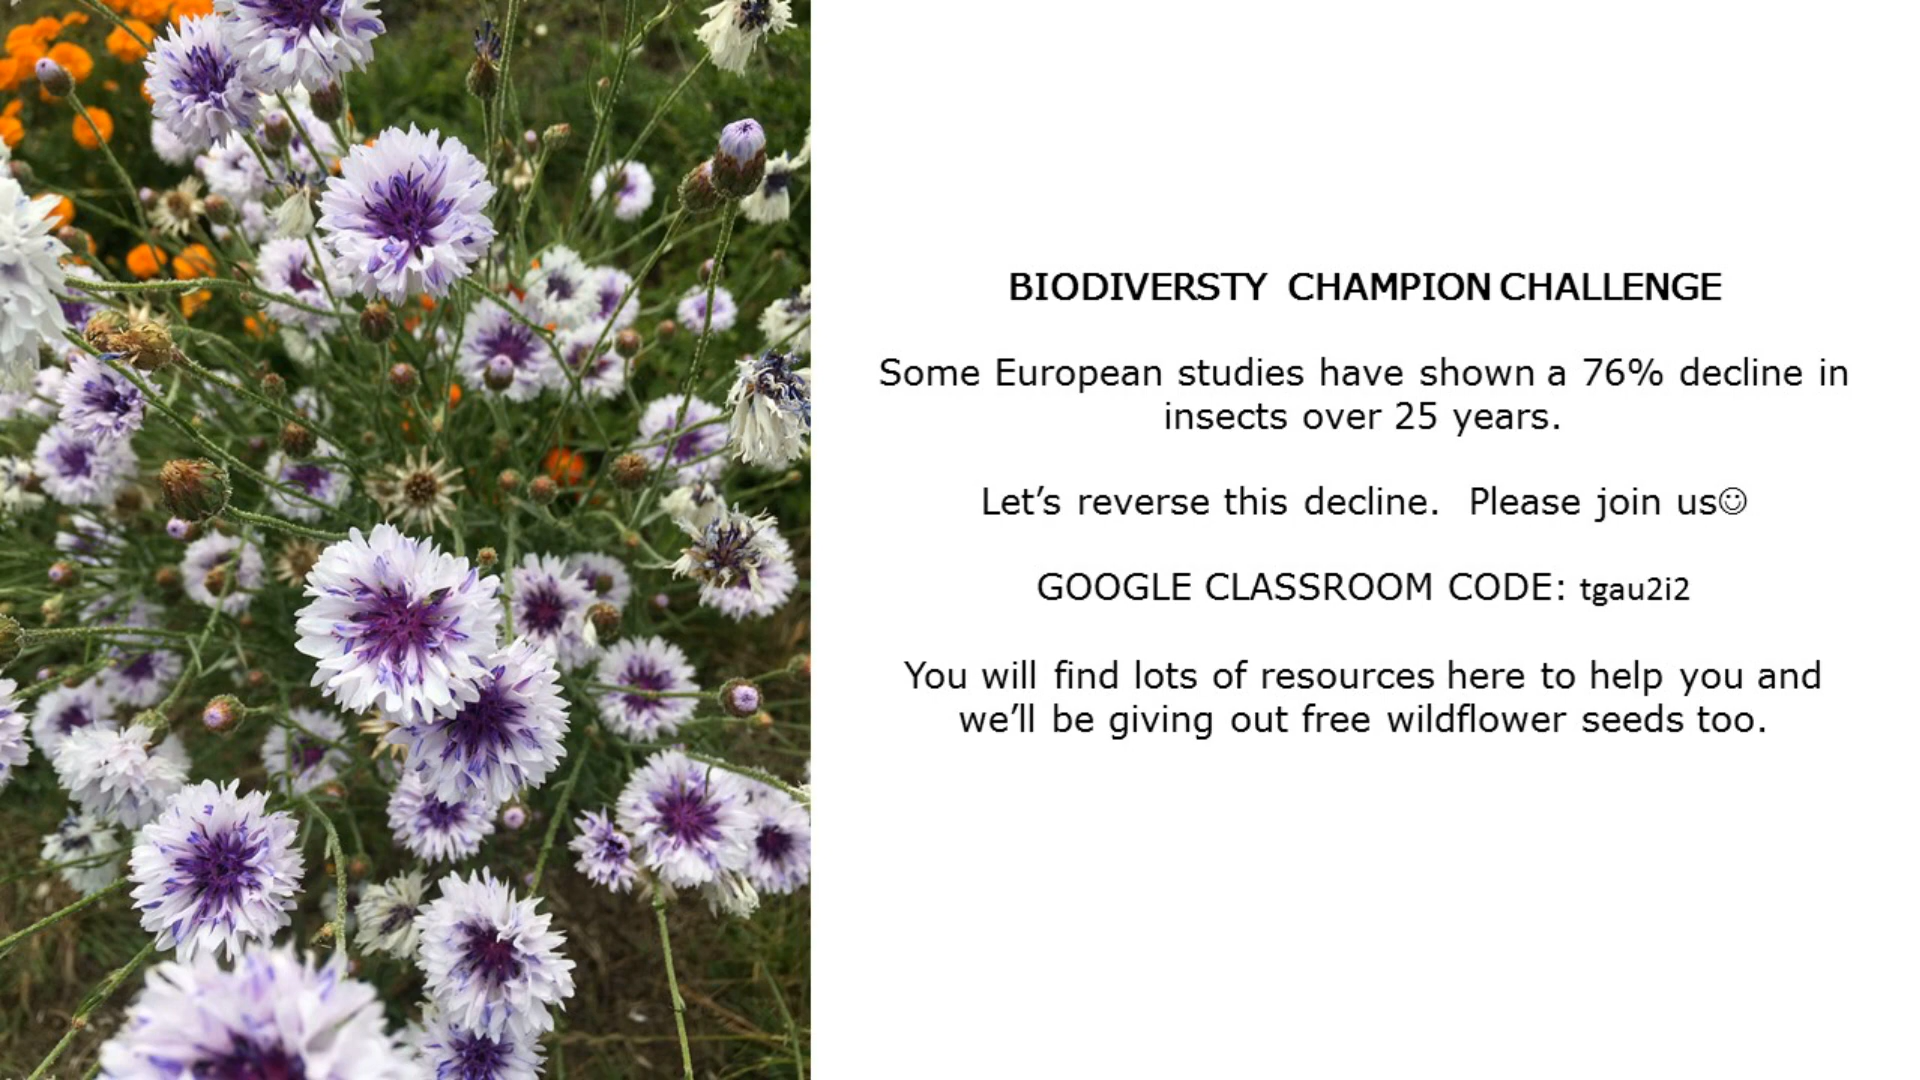 BIODIVERSTY CHAMPION CHALLENGE
Some European studies have shown a 76% decline in
insects over 25 years.
Let’s reverse this decline. Please join us☺
GOOGLE CLASSROOM CODE: tgau2i2
You will find lots of resources here to help you and
we’ll be giving out free wildflower seeds too.